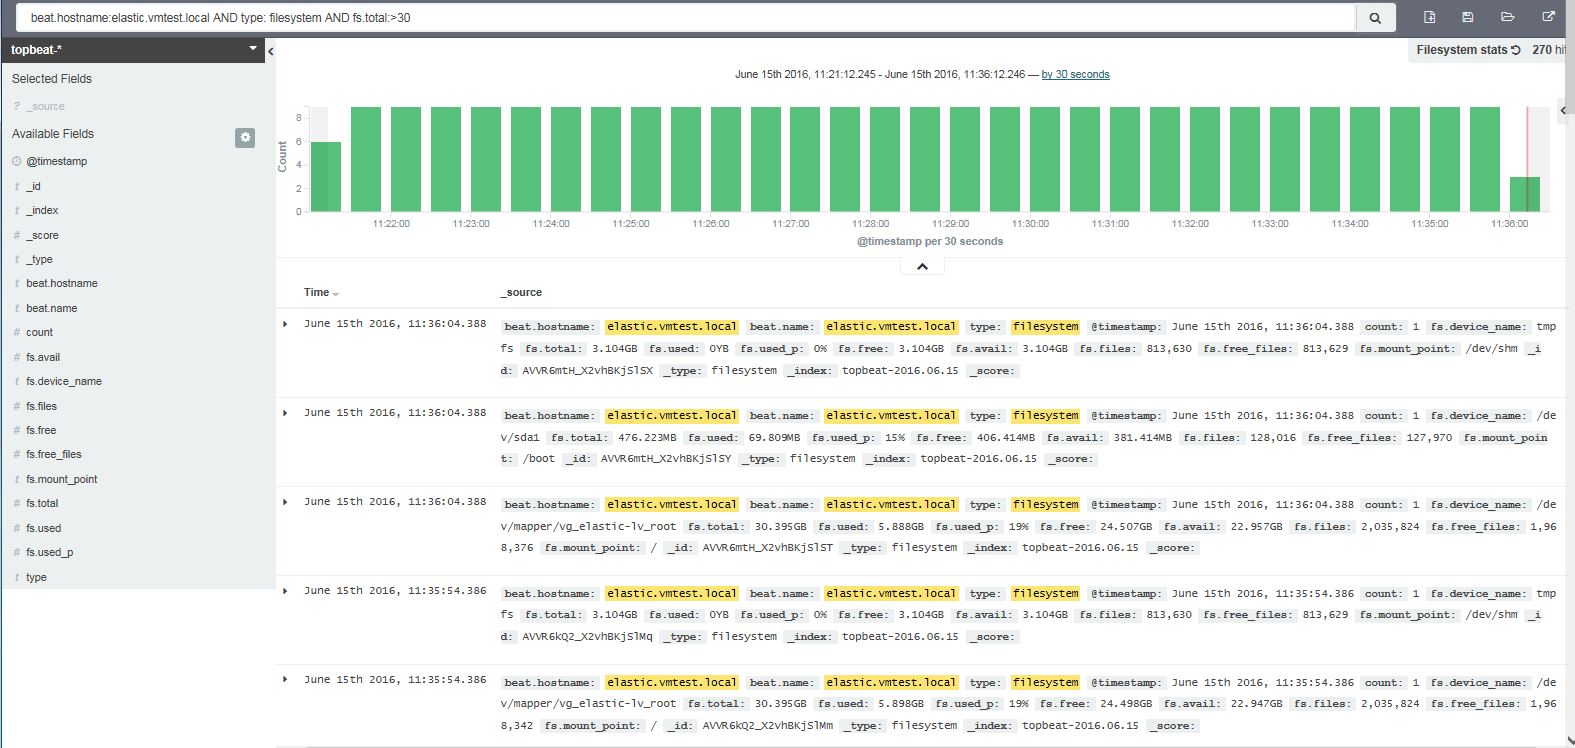 beat.hostname:elastic.vmtest.local AND type: filesystem AND fs.total:>30
topbeat-*
Filesystem stats 270 hi
Selected Fields
? _source
Available Fields
@timestamp
t _id
t _index
# _score
t _type
t beat.hostname
t beat.name
# count
# fs.avail
t fs.device_name
# fs.files
# fs.free
# fs.free_files
t fs.mount_point
# fs.total
# fs.used
# fs.used_p
t type
June 15th 2016, 11:21:12.245 - June 15th 2016, 11:36:12.246 — by 30 seconds
Count
8
6
4
2
0
11:22:00 11:23:00 11:24:00 11:25:00 11:26:00 11:27:00 11:28:00 11:29:00 11:30:00 11:31:00 11:32:00 11:33:00 11:34:00 11:35:00 11:36:00
@timestamp per 30 seconds
Time _source
June 15th 2016, 11:36:04.388 beat.hostname: elastic.vmtest.local beat.name: elastic.vmtest.local type: filesystem @timestamp: June 15th 2016, 11:36:04.388 count: 1 fs.device_name: tmp
fs fs.total: 3.104GB fs.used: 0YB fs.used_p: 0% fs.free: 3.104GB fs.avail: 3.104GB fs.files: 813,630 fs.free_files: 813,629 fs.mount_point: /dev/shm _i
d: AVVR6mtH_X2vhBKjSlSX _type: filesystem _index: topbeat-2016.06.15 _score:
June 15th 2016, 11:36:04.388 beat.hostname: elastic.vmtest.local beat.name: elastic.vmtest.local type: filesystem @timestamp: June 15th 2016, 11:36:04.388 count: 1 fs.device_name: /de
v/sda1 fs.total: 476.223MB fs.used: 69.809MB fs.used_p: 15% fs.free: 406.414MB fs.avail: 381.414MB fs.files: 128,016 fs.free_files: 127,970 fs.mount_poin
t: /boot _id: AVVR6mtH_X2vhBKjSlSY _type: filesystem _index: topbeat-2016.06.15 _score:
June 15th 2016, 11:36:04.388 beat.hostname: elastic.vmtest.local beat.name: elastic.vmtest.local type: filesystem @timestamp: June 15th 2016, 11:36:04.388 count: 1 fs.device_name: /de
v/mapper/vg_elastic-lv_root fs.total: 30.395GB fs.used: 5.888GB fs.used_p: 19% fs.free: 24.507GB fs.avail: 22.957GB fs.files: 2,035,824 fs.free_files: 1,96
8,376 fs.mount_point: / _id: AVVR6mtH_X2vhBKjSlST _type: filesystem _index: topbeat-2016.06.15 _score:
June 15th 2016, 11:35:54.386 beat.hostname: elastic.vmtest.local beat.name: elastic.vmtest.local type: filesystem @timestamp: June 15th 2016, 11:35:54.386 count: 1 fs.device_name: tmp
fs fs.total: 3.104GB fs.used: 0YB fs.used_p: 0% fs.free: 3.104GB fs.avail: 3.104GB fs.files: 813,630 fs.free_files: 813,629 fs.mount_point: /dev/shm _i
d: AVVR6kQ2_X2vhBKjSlMq _type: filesystem _index: topbeat-2016.06.15 _score:
June 15th 2016, 11:35:54.386 beat.hostname: elastic.vmtest.local beat.name: elastic.vmtest.local type: filesystem @timestamp: June 15th 2016, 11:35:54.386 count: 1 fs.device_name: /de
v/mapper/vg_elastic-lv_root fs.total: 30.395GB fs.used: 5.898GB fs.used_p: 19% fs.free: 24.498GB fs.avail: 22.947GB fs.files: 2,035,824 fs.free_files: 1,96
8,342 fs.mount_point: / _id: AVVR6kQ2_X2vhBKjSlMm _type: filesystem _index: topbeat-2016.06.15 _score: